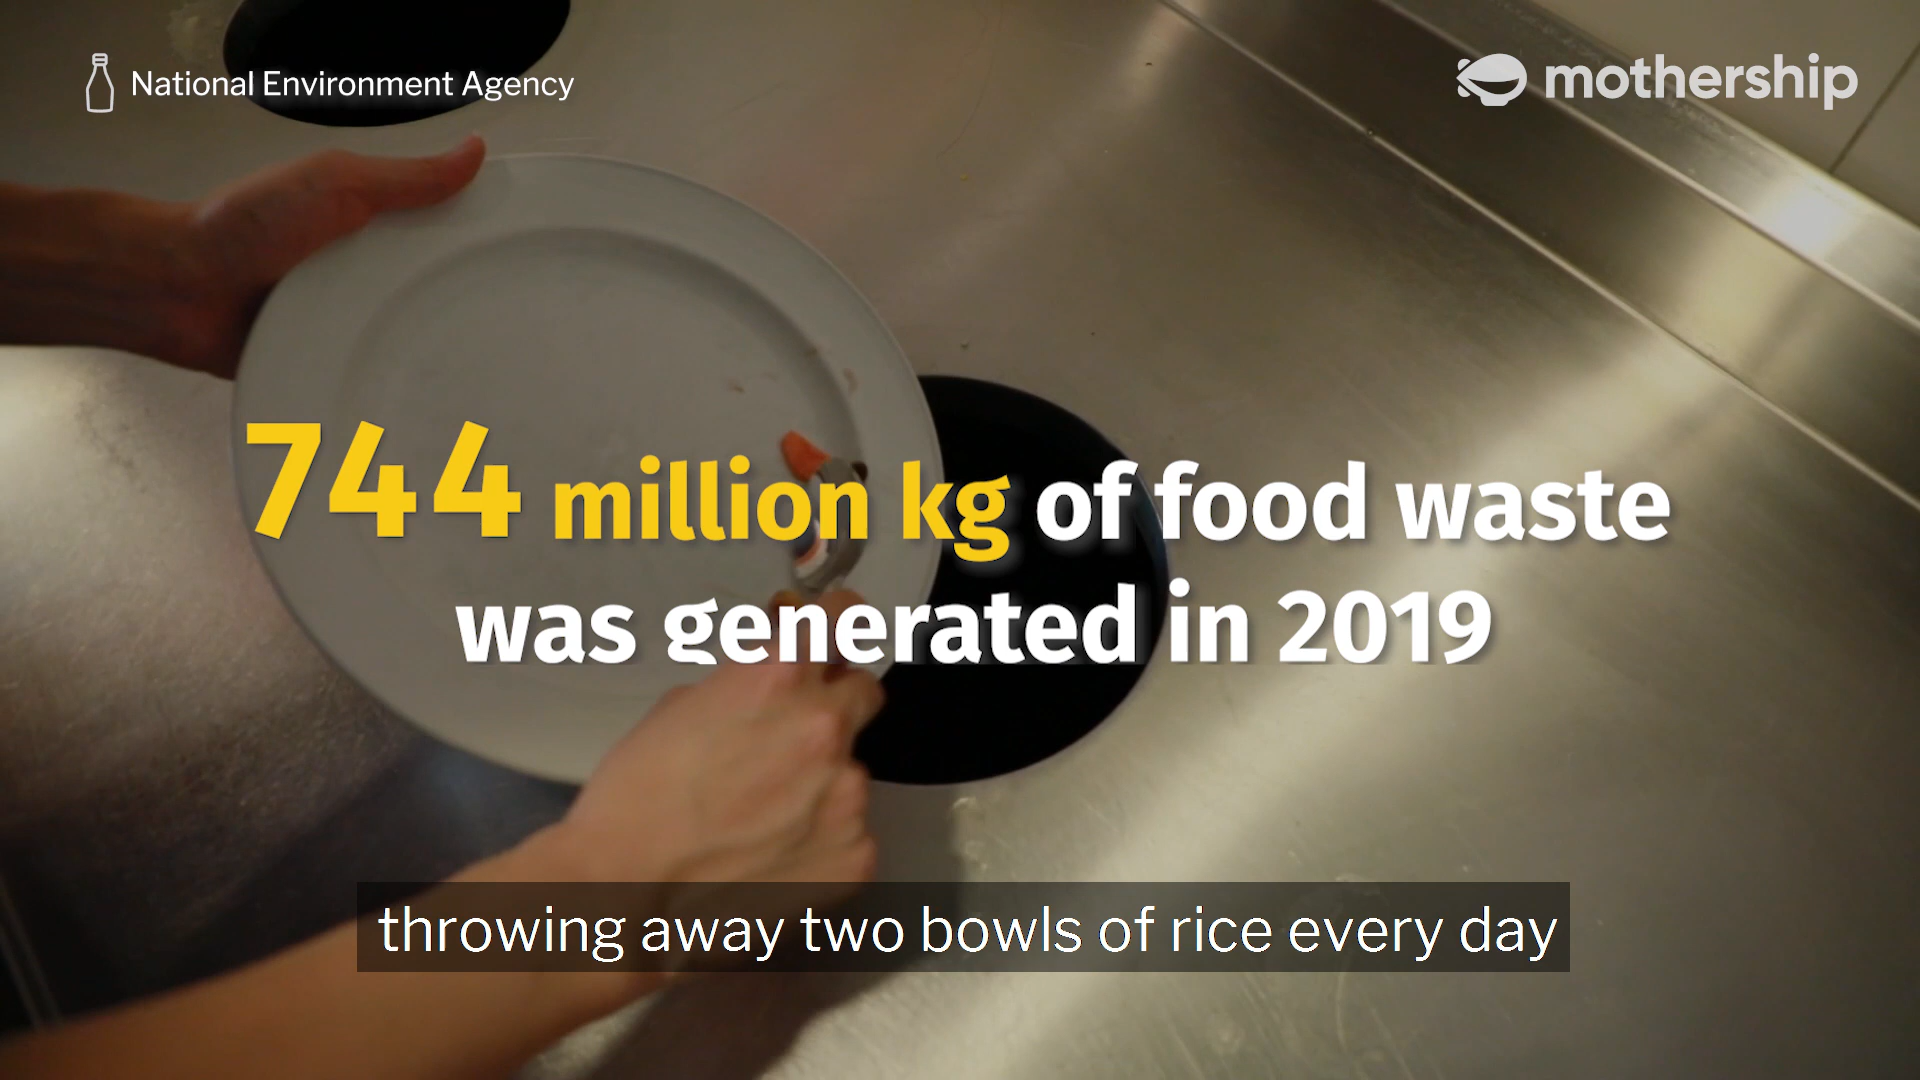 National Environment Agency
mothership
744 million kg of food waste
was generated in 2019
throwing away two bowls of rice every day